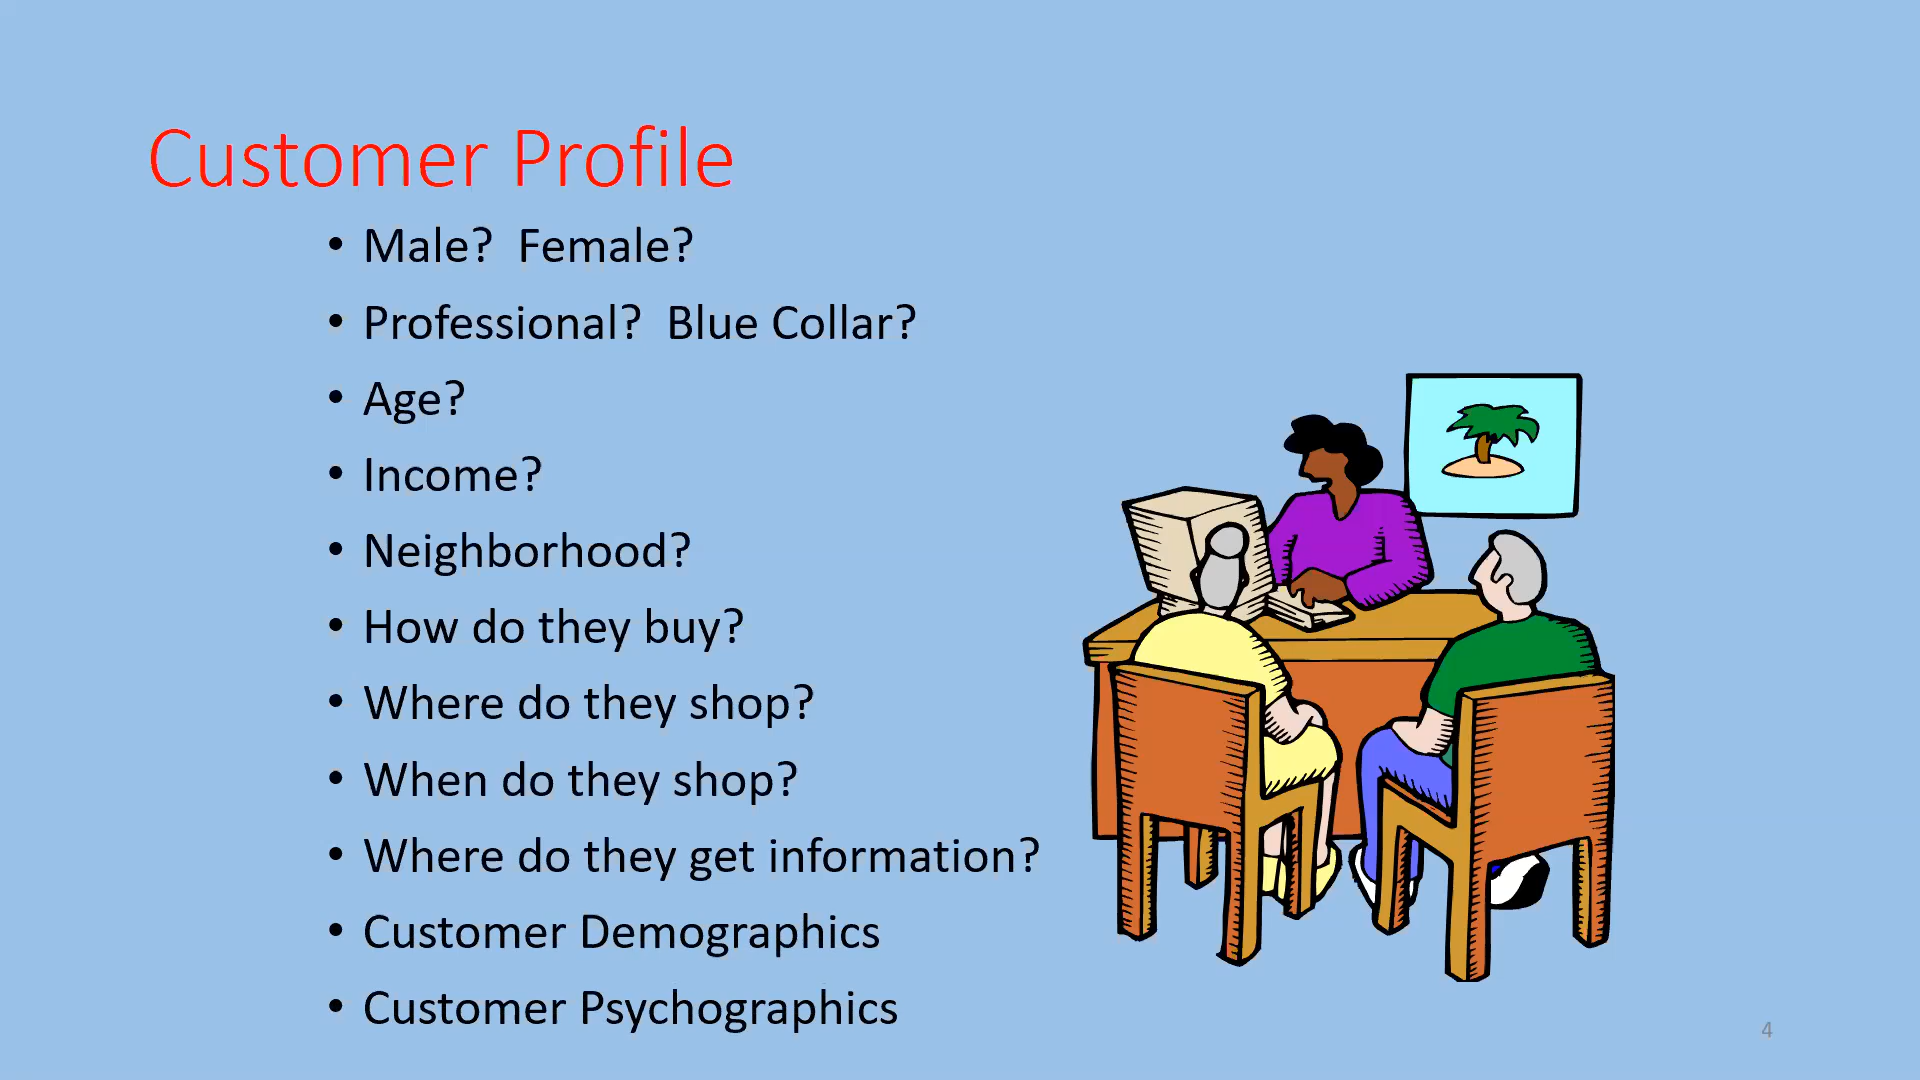 Customer Profile
• Male?  Female?
• Professional?  Blue Collar?
• Age?
• Income?
• Neighborhood?
• How do they buy?
• Where do they shop?
• When do they shop?
• Where do they get information?
• Customer Demographics
• Customer Psychographics
4